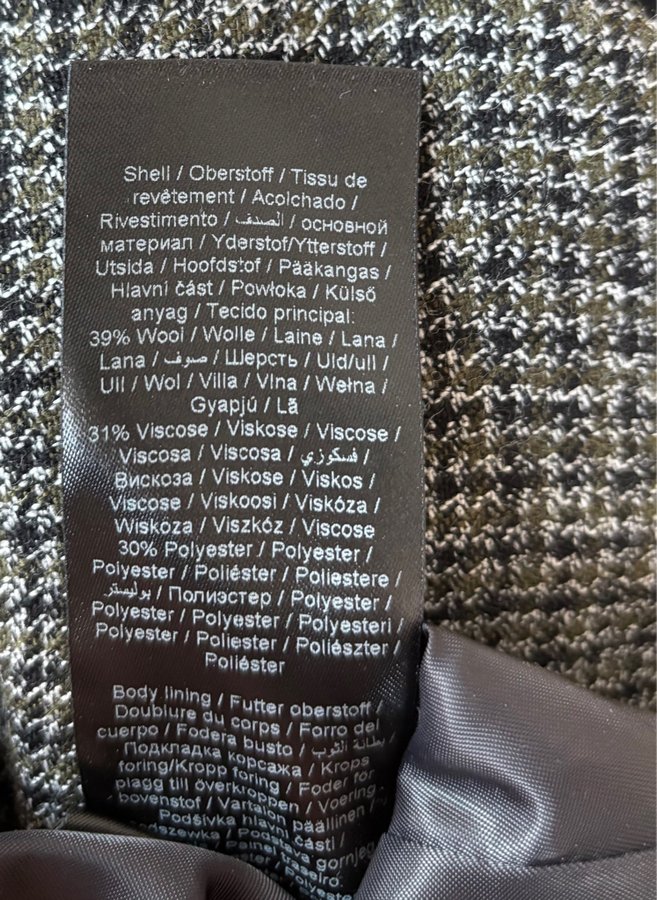 Shell / Oberstoff / Tissu de
revêtement / Acolchado /
Rivestimento / الصدف / основной
материал / Yderstof/Ytterstoff /
Utsida / Hoofdstof / Pääkangas /
Hlavní část / Powłoka / Külső
anyag / Tecido principal:
39% Wool / Wolle / Laine / Lana /
Lana / صوف / Шерсть / Uld/ull /
Ull / Wol / Villa / Vlna / Wełna /
Gyapjú / Lã
31% Viscose / Viskose / Viscose /
Viscosa / Viscosa / فسكوزي /
Вискоза / Viskose / Viskos /
Viscose / Viskoosi / Viskóza /
Wiskoza / Viszkóz / Viscose
30% Polyester / Polyester /
Polyester / Poliéster / Poliestere /
بوليستر / Полиэстер / Polyester /
Polyester / Polyester / Polyesteri /
Polyester / Poliester / Poliészter /
Poliéster
Body lining / Futter oberstoff /
Doublure du corps / Forro del
cuerpo / Fodera busto / بطانة الثوب /
Подкладка корсажа / Krops
foring/Kropp foring / Foder för
plagg till överkroppen / Voering
bovenstof / Vartalon päällinen /
Podšívka hlavní části /
Podstava gornjeg
Painel traseiro